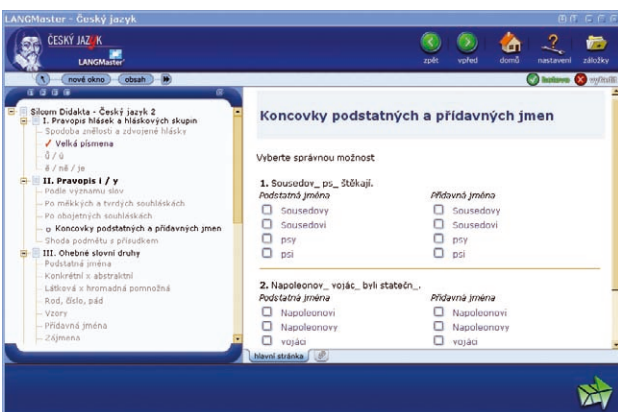 LANGMaster - Český jazyk
ČESKÝ JAZYK
LANGMaster
zpět vpřed domů nastavení záložky
nové okno obsah
hotovo vyřadit
Silcom Didakta - Český jazyk 2
I. Pravopis hlásek a hláskových skupin
Spodoba znělosti a zdvojené hlásky
Velká písmena
ů / ú
ě / ně / je
II. Pravopis i / y
Podle významu slov
Po měkkých a tvrdých souhláskách
Po obojetných souhláskách
Koncovky podstatných a přídavných jmen
Shoda podmětu s přísudkem
III. Ohebné slovní druhy
Podstatná jména
Konkrétní x abstraktní
Látková x hromadná pomnožná
Rod, číslo, pád
Vzory
Přídavná jména
Zájmena
Koncovky podstatných a přídavných jmen
Vyberte správnou možnost
1. Sousedov_ ps_ štěkají.
Podstatná jména Přídavná jména
Sousedovy Sousedovy
Sousedovi Sousedovi
psy psy
psi psi
2. Napoleonov_ vojác_ byli statečn_.
Podstatná jména Přídavná jména
Napoleonovi Napoleonovi
Napoleonovy Napoleonovy
vojáci vojáci
hlavní stránka